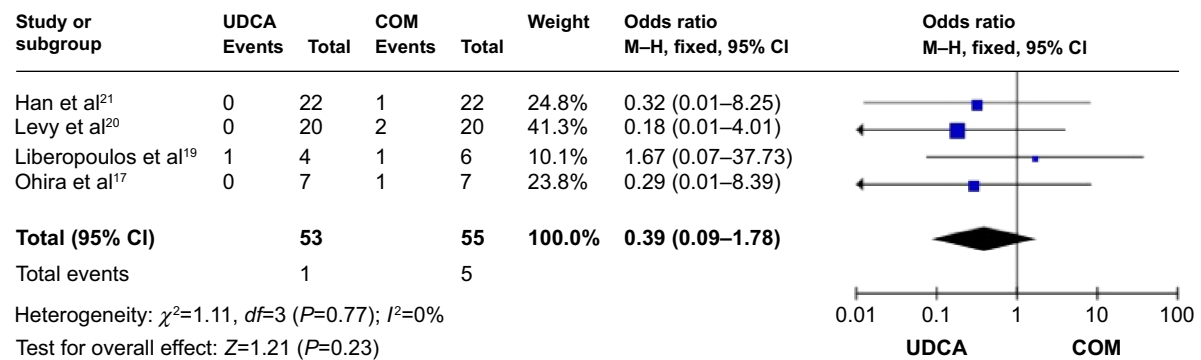 Study or subgroup UDCA Events Total COM Events Total Weight Odds ratio M–H, fixed, 95% CI Odds ratio M–H, fixed, 95% CI
Han et al21 0 22 1 22 24.8% 0.32 (0.01–8.25)
Levy et al20 0 20 2 20 41.3% 0.18 (0.01–4.01)
Liberopoulos et al19 1 4 1 6 10.1% 1.67 (0.07–37.73)
Ohira et al17 0 7 1 7 23.8% 0.29 (0.01–8.39)
Total (95% CI) 53 55 100.0% 0.39 (0.09–1.78)
Total events 1 5
Heterogeneity: χ2=1.11, df=3 (P=0.77); I2=0%
Test for overall effect: Z=1.21 (P=0.23)
0.01 0.1 1 10 100
UDCA COM